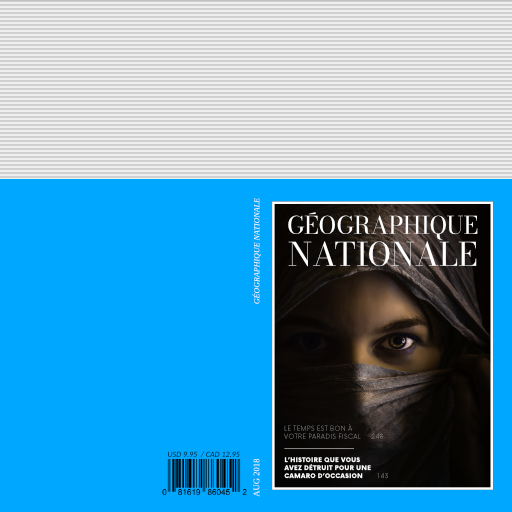 GÉOGRAPHIQUE
NATIONALE
LE TEMPS EST BON À
VOTRE PARADIS FISCAL 246
L'HISTOIRE QUE VOUS
AVEZ DÉTRUIT POUR UNE
CAMARO D'OCCASION 143
GÉOGRAPHIQUE NATIONALE
AUG 2018
USD 9.95 / CAD 12.95
0 81619 86045 2